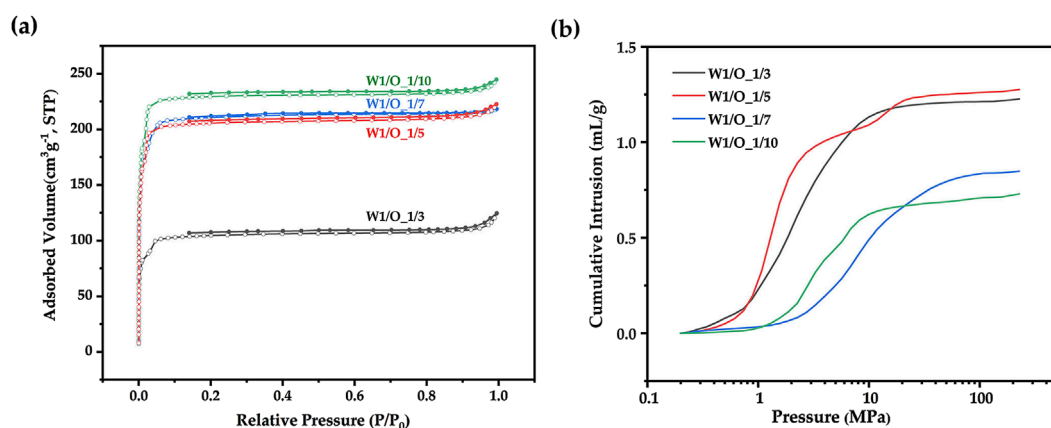 (a)
250
200
150
100
50
0
Adsorbed Volume(cm³g⁻¹, STP)
W1/O_1/10
W1/O_1/7
W1/O_1/5
W1/O_1/3
0.0 0.2 0.4 0.6 0.8 1.0
Relative Pressure (P/P₀)
(b)
1.5
1.0
0.5
0.0
Cumulative Intrusion (mL/g)
W1/O_1/3
W1/O_1/5
W1/O_1/7
W1/O_1/10
0.1 1 10 100
Pressure (MPa)